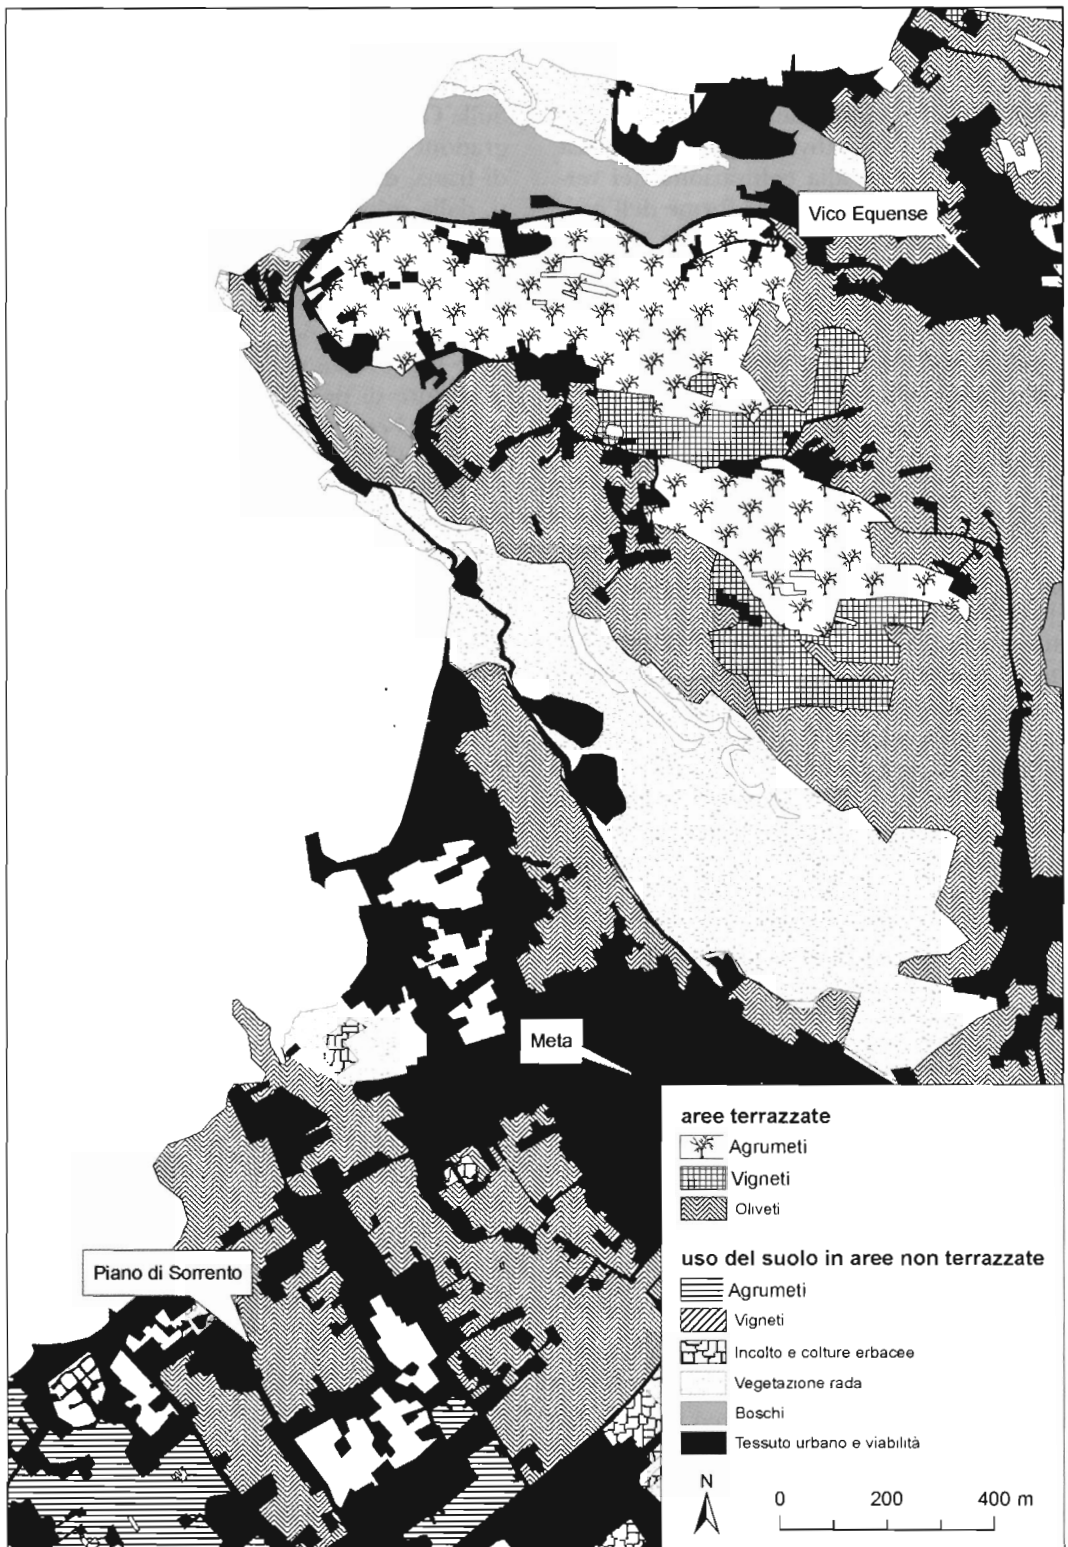 Vico Equense
Meta
Piano di Sorrento
aree terrazzate
Agrumeti
Vigneti
Oliveti
uso del suolo in aree non terrazzate
Agrumeti
Vigneti
Incolto e colture erbacee
Vegetazione rada
Boschi
Tessuto urbano e viabilità
N
0 200 400 m